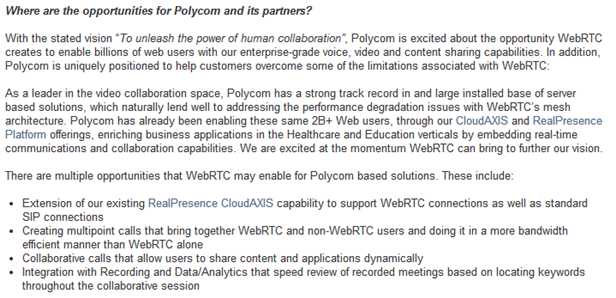 Where are the opportunities for Polycom and its partners?
With the stated vision "To unleash the power of human collaboration", Polycom is excited about the opportunity WebRTC
creates to enable billions of web users with our enterprise-grade voice, video and content sharing capabilities. In addition,
Polycom is uniquely positioned to help customers overcome some of the limitations associated with WebRTC:
As a leader in the video collaboration space, Polycom has a strong track record in and large installed base of server
based solutions, which naturally lend well to addressing the performance degradation issues with WebRTC's mesh
architecture. Polycom has already been enabling these same 2B+ Web users, through our CloudAXIS and RealPresence
Platform offerings, enriching business applications in the Healthcare and Education verticals by embedding real-time
communications and collaboration capabilities. We are excited at the momentum WebRTC can bring to further our vision.
There are multiple opportunities that WebRTC may enable for Polycom based solutions. These include:
• Extension of our existing RealPresence CloudAXIS capability to support WebRTC connections as well as standard
SIP connections
• Creating multipoint calls that bring together WebRTC and non-WebRTC users and doing it in a more bandwidth
efficient manner than WebRTC alone
• Collaborative calls that allow users to share content and applications dynamically
• Integration with Recording and Data/Analytics that speed review of recorded meetings based on locating keywords
throughout the collaborative session